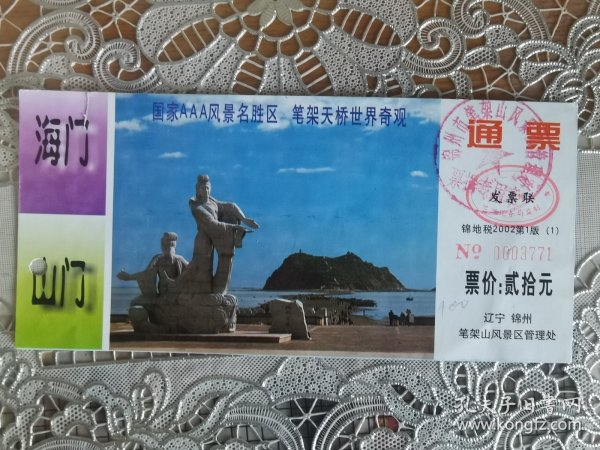 国家AAA风景名胜区 笔架天桥世界奇观
海门
山门
通票
发票联
锦地税2002第1版 (1)
No 0003771
票价:贰拾元
100
辽宁 锦州
笔架山风景区管理处
孔夫子旧书网
www.kongfz.com